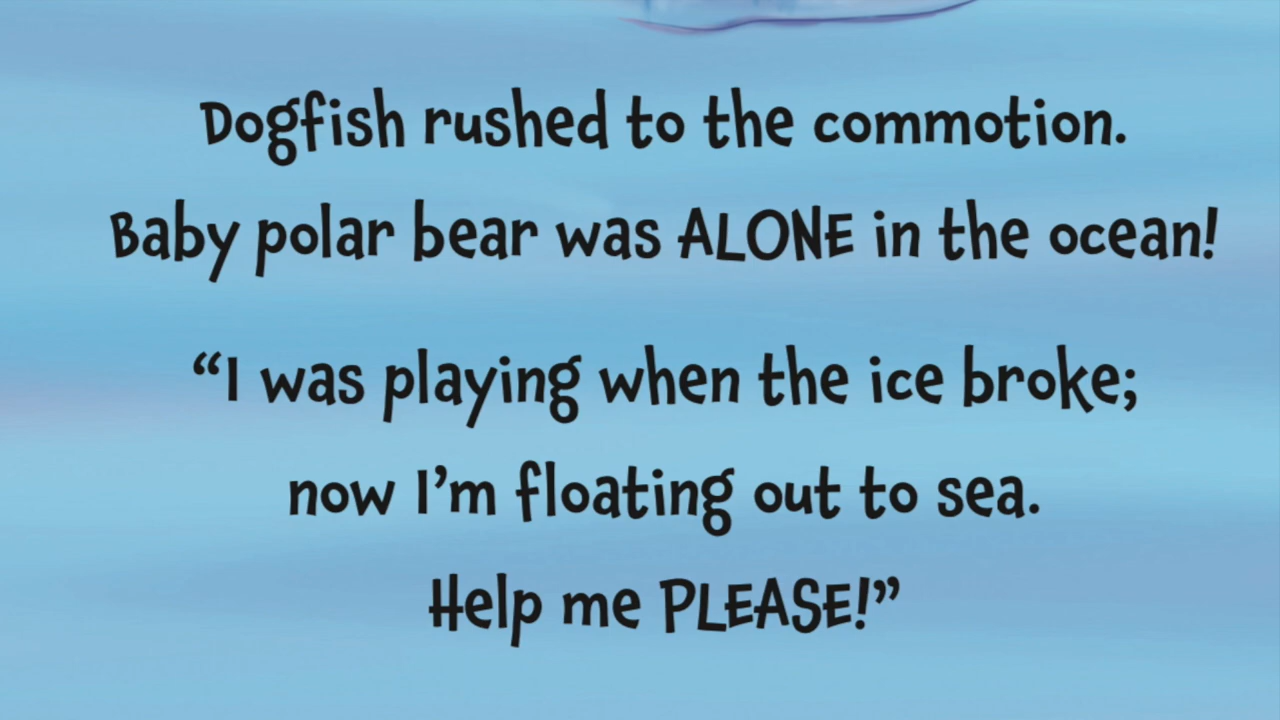 Dogfish rushed to the commotion.
Baby polar bear was ALONE in the ocean!
“I was playing when the ice broke;
now I’m floating out to sea.
Help me PLEASE!”